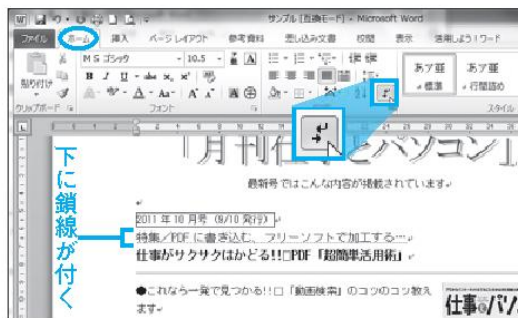 サンプル [互換モード] - Microsoft Word
ファイル ホーム 挿入 ページ レイアウト 参考資料 差し込み文書 校閲 表示 活用しよう!ワード
貼り付け
MS ゴシック 10.5
B I U abc x₂ x²
あア亜 あア亜
標準 行間詰め
クリップボード フォント スタイル
『月刊仕事とパソコン』
最新号ではこんな内容が掲載されています
2011 年 10 月号 (9/10 発行)
特集/PDF に書き込む、フリーソフトで加工する…
仕事がサクサクはかどる!!□PDF「超簡単活用術」
●これなら一発で見つかる!!□「動画検索」のコツのコツ教え
ます
仕事とパソ
下に鎖線が付く